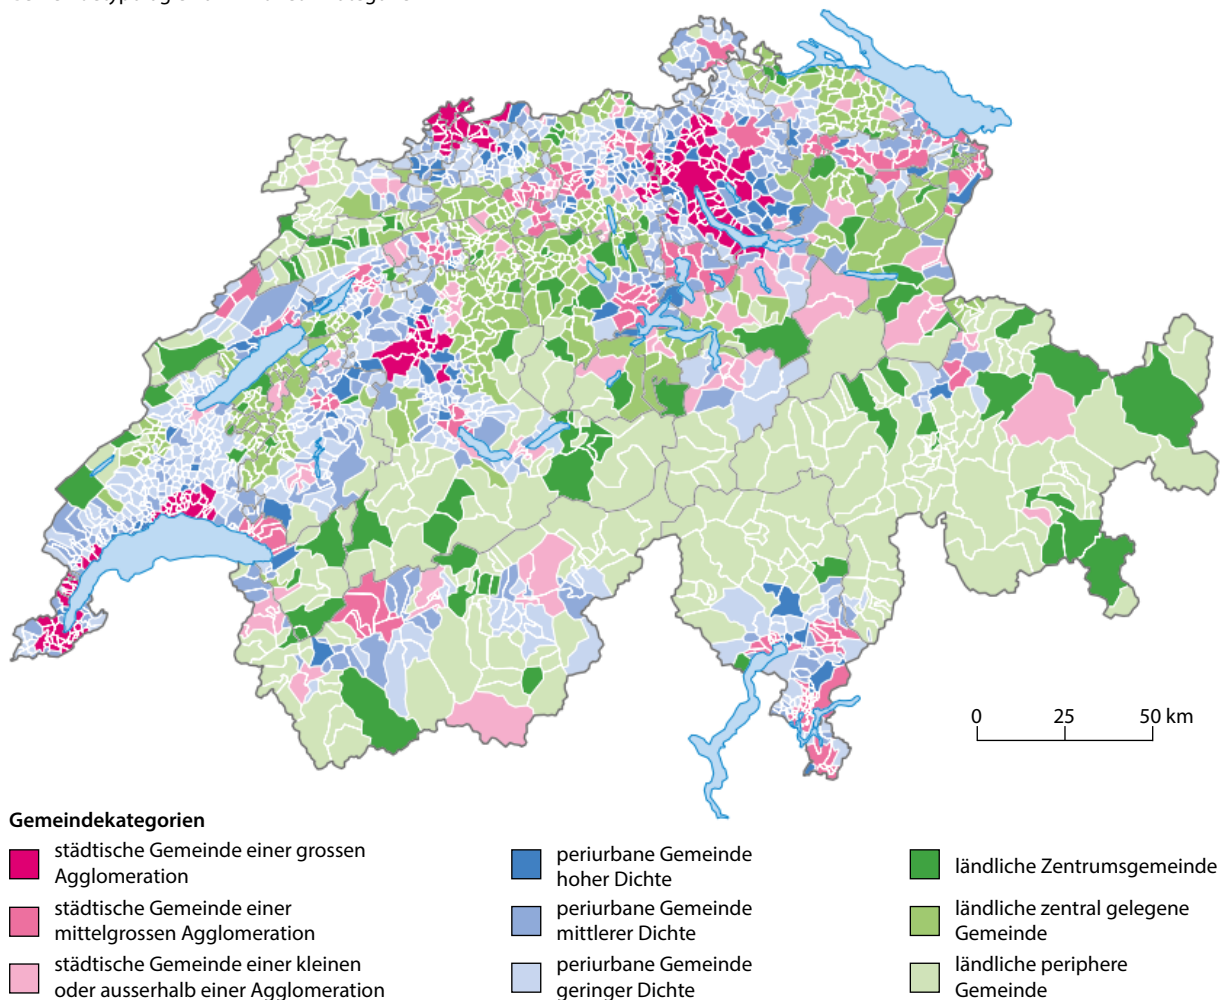 0 25 50 km
Gemeindekategorien
städtische Gemeinde einer grossen
Agglomeration
städtische Gemeinde einer
mittelgrossen Agglomeration
städtische Gemeinde einer kleinen
oder ausserhalb einer Agglomeration
periurbane Gemeinde
hoher Dichte
periurbane Gemeinde
mittlerer Dichte
periurbane Gemeinde
geringer Dichte
ländliche Zentrumsgemeinde
ländliche zentral gelegene
Gemeinde
ländliche periphere
Gemeinde